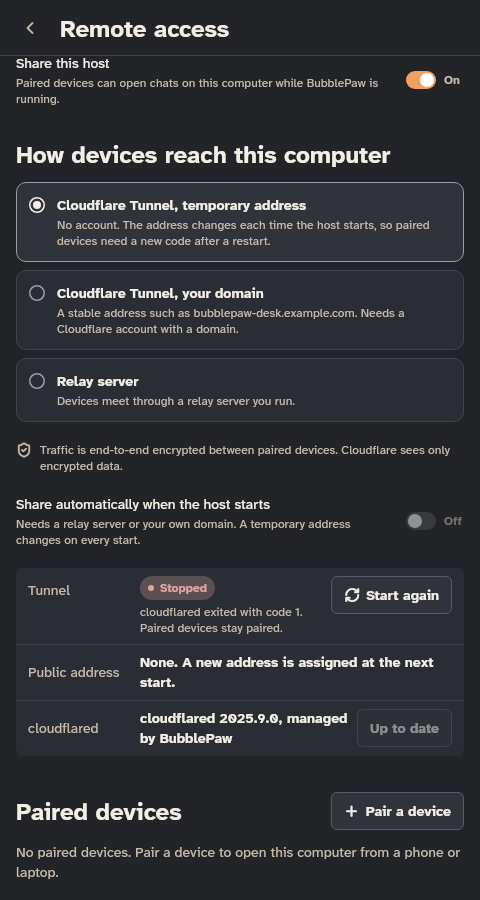 Remote access
Share this host
Paired devices can open chats on this computer while BubblePaw is
running.
On
How devices reach this computer
Cloudflare Tunnel, temporary address
No account. The address changes each time the host starts, so paired
devices need a new code after a restart.
Cloudflare Tunnel, your domain
A stable address such as bubblepaw-desk.example.com. Needs a
Cloudflare account with a domain.
Relay server
Devices meet through a relay server you run.
Traffic is end-to-end encrypted between paired devices. Cloudflare sees only
encrypted data.
Share automatically when the host starts
Needs a relay server or your own domain. A temporary address
changes on every start.
Off
Tunnel
Stopped
cloudflared exited with code 1.
Paired devices stay paired.
Start again
Public address
None. A new address is assigned at the next
start.
cloudflared
cloudflared 2025.9.0, managed
by BubblePaw
Up to date
Paired devices
Pair a device
No paired devices. Pair a device to open this computer from a phone or
laptop.